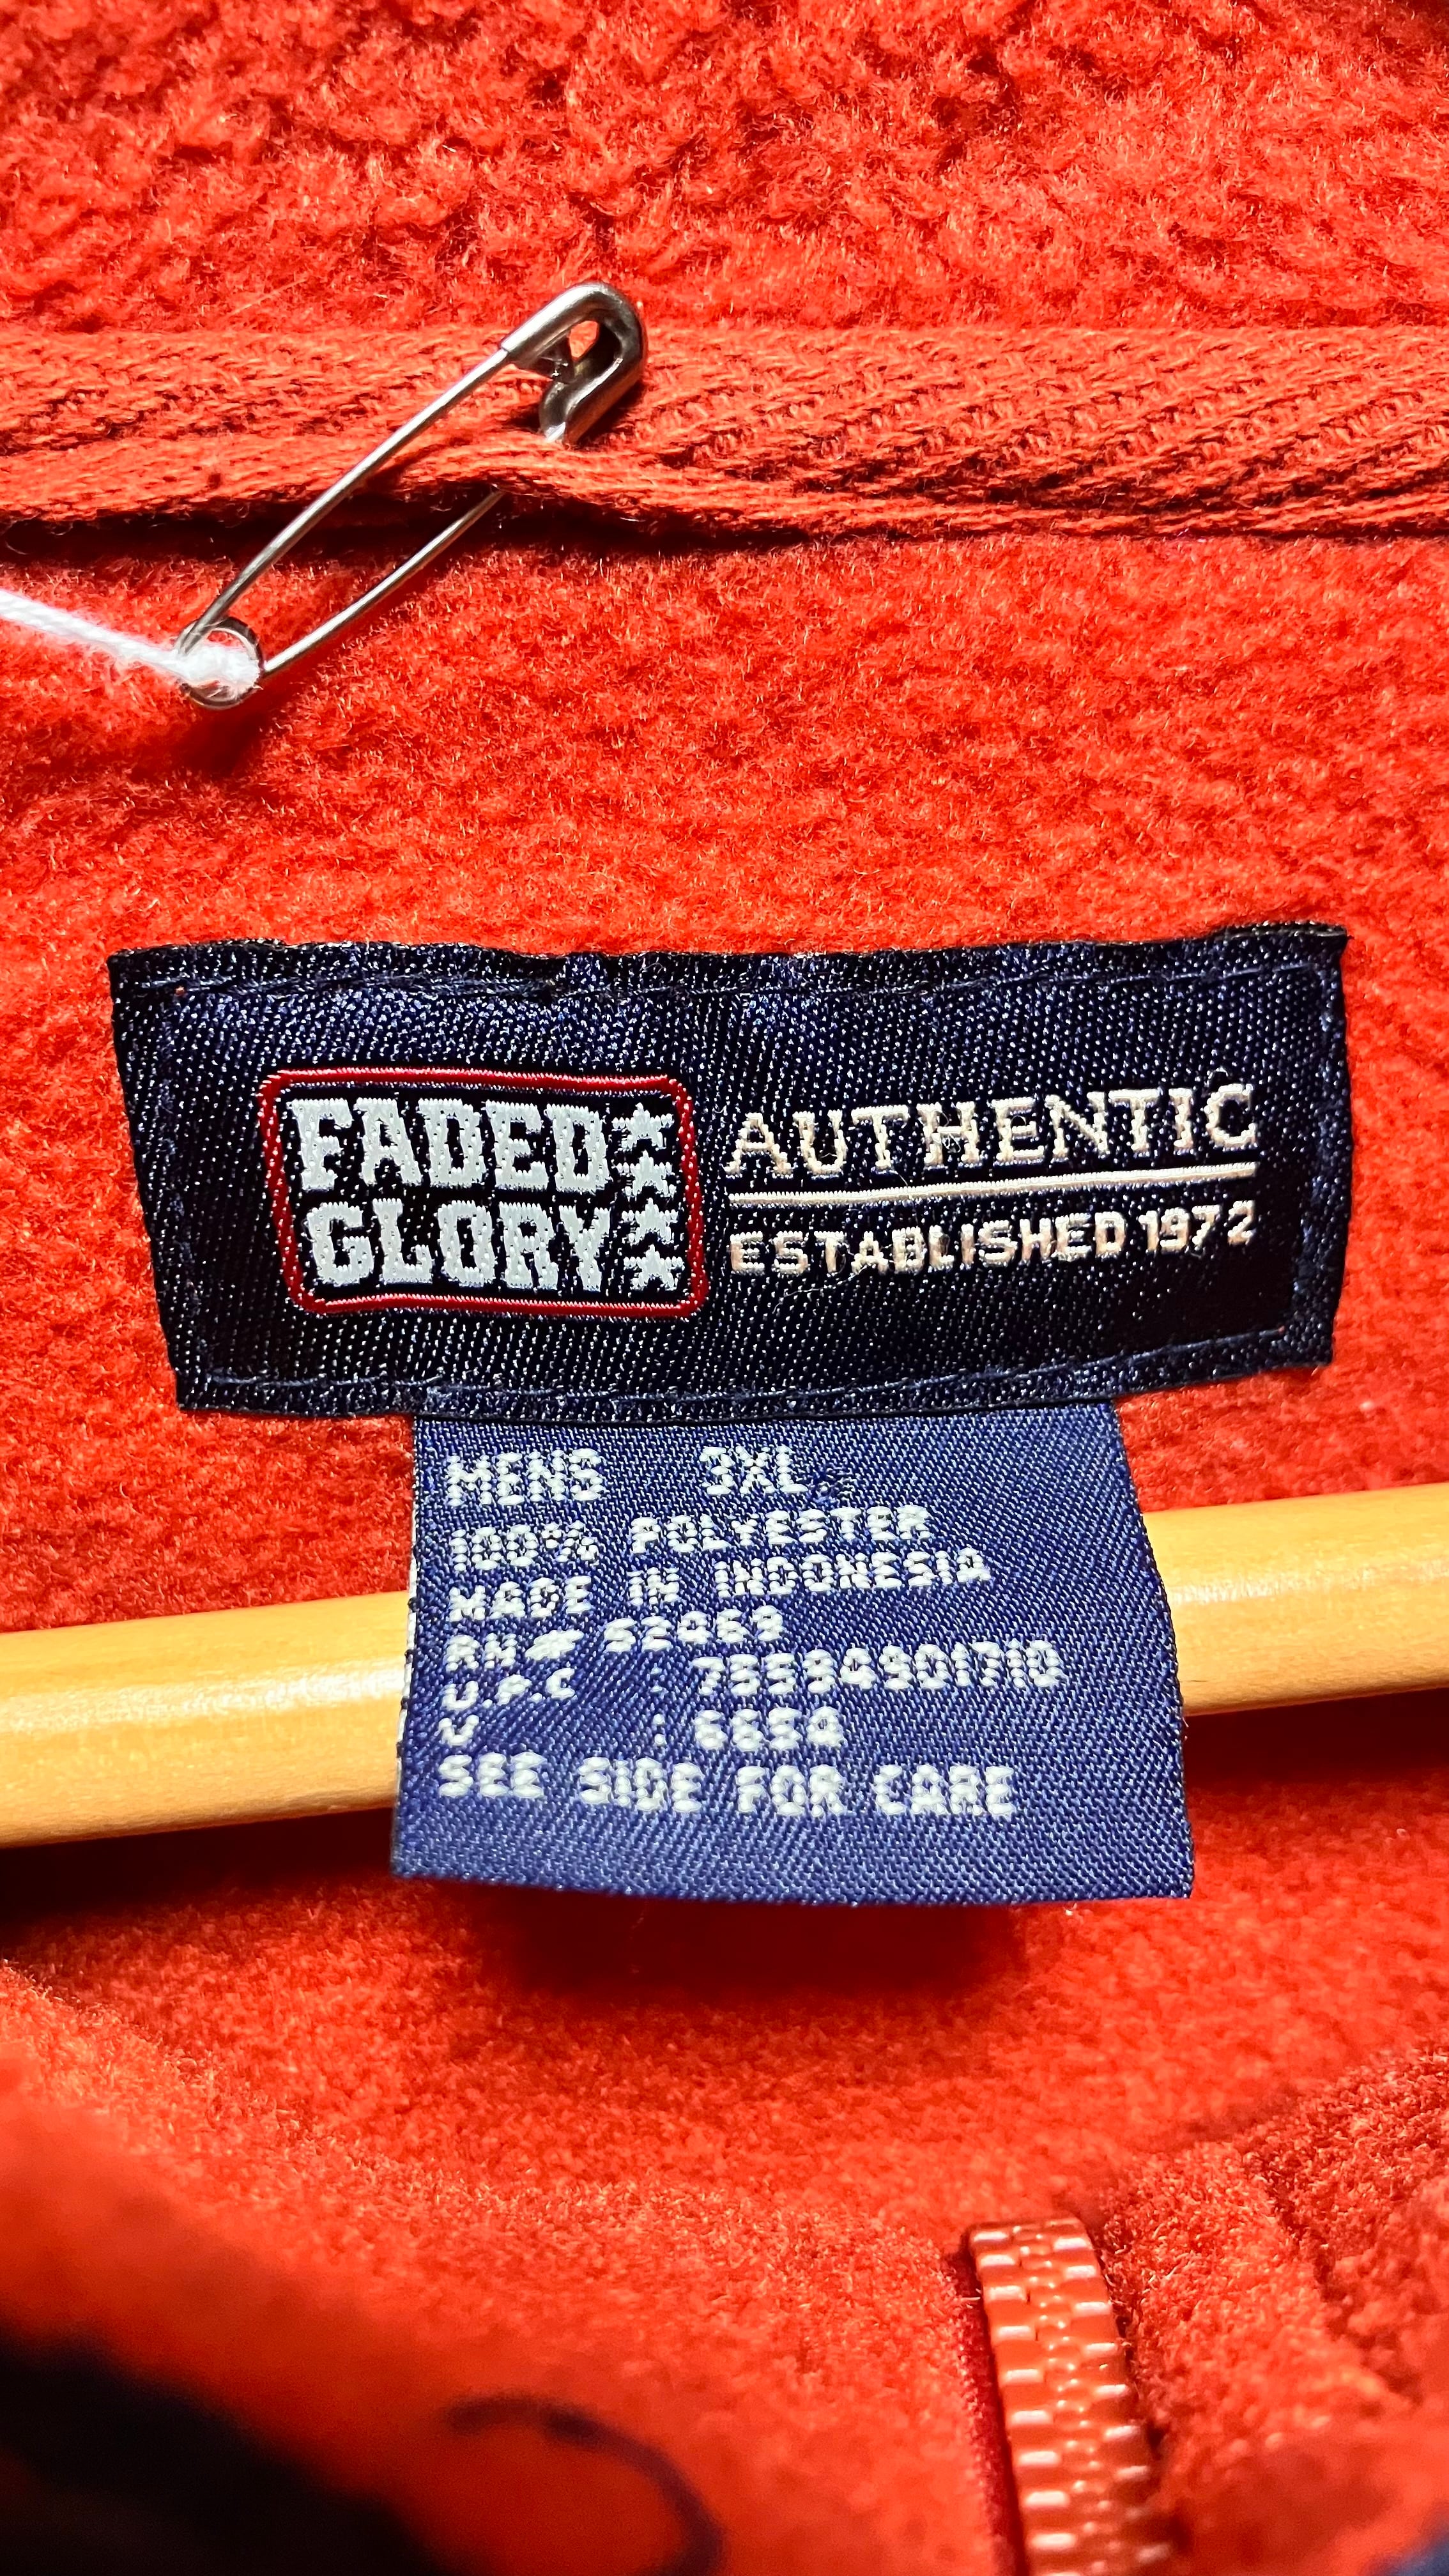 FADED
GLORY
AUTHENTIC
ESTABLISHED 1972
MENS 3XL
100% POLYESTER
MADE IN INDONESIA
RN# 52469
U.P.C : 75594901710
V : 6654
SEE SIDE FOR CARE